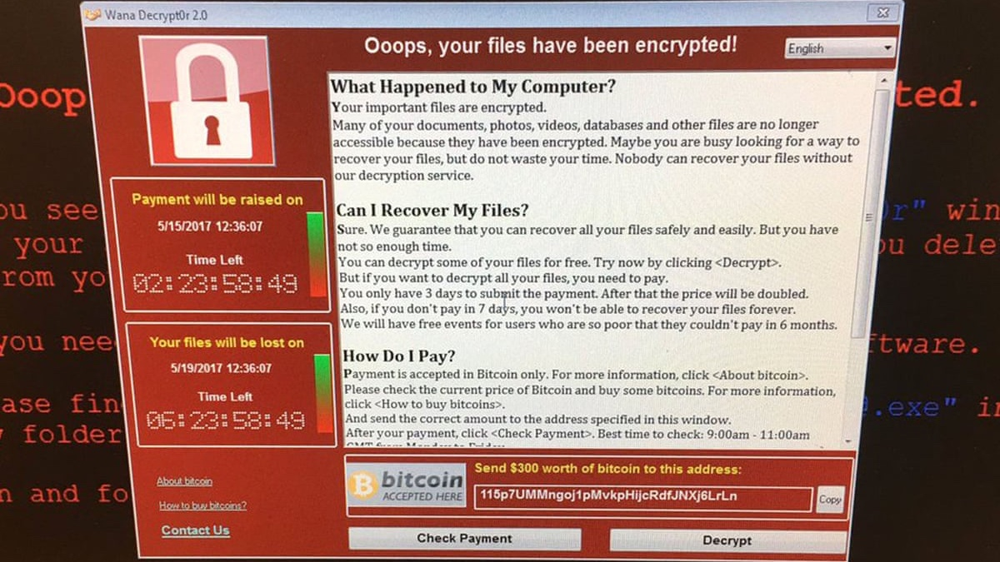 Wana Decrypt0r 2.0
Ooops, your files have been encrypted!
English
What Happened to My Computer?
Your important files are encrypted.
Many of your documents, photos, videos, databases and other files are no longer
accessible because they have been encrypted. Maybe you are busy looking for a way to
recover your files, but do not waste your time. Nobody can recover your files without
our decryption service.
Can I Recover My Files?
Sure. We guarantee that you can recover all your files safely and easily. But you have
not so enough time.
You can decrypt some of your files for free. Try now by clicking <Decrypt>.
But if you want to decrypt all your files, you need to pay.
You only have 3 days to submit the payment. After that the price will be doubled.
Also, if you don't pay in 7 days, you won't be able to recover your files forever.
We will have free events for users who are so poor that they couldn't pay in 6 months.
How Do I Pay?
Payment is accepted in Bitcoin only. For more information, click <About bitcoin>.
Please check the current price of Bitcoin and buy some bitcoins. For more information,
click <How to buy bitcoins>.
And send the correct amount to the address specified in this window.
After your payment, click <Check Payment>. Best time to check: 9:00am - 11:00am
Payment will be raised on
5/15/2017 12:36:07
Time Left
02:23:58:49
Your files will be lost on
5/19/2017 12:36:07
Time Left
06:23:58:49
About bitcoin
How to buy bitcoins?
Contact Us
bitcoin
ACCEPTED HERE
Send $300 worth of bitcoin to this address:
115p7UMMngoj1pMvkpHijcRdfJNXj6LrLn
Copy
Check Payment
Decrypt
Ooop
ted.
ou see
0r" win
your
ou dele
rom yo
you nee
ftware.
ase fin
.exe" in
folder
n and fo